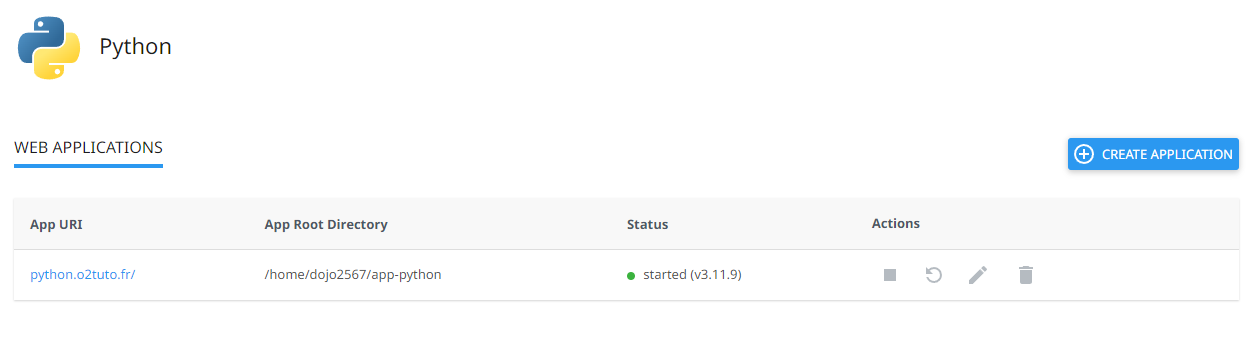 Python
WEB APPLICATIONS
CREATE APPLICATION
App URI App Root Directory Status Actions
python.o2tuto.fr/ /home/dojo2567/app-python started (v3.11.9)